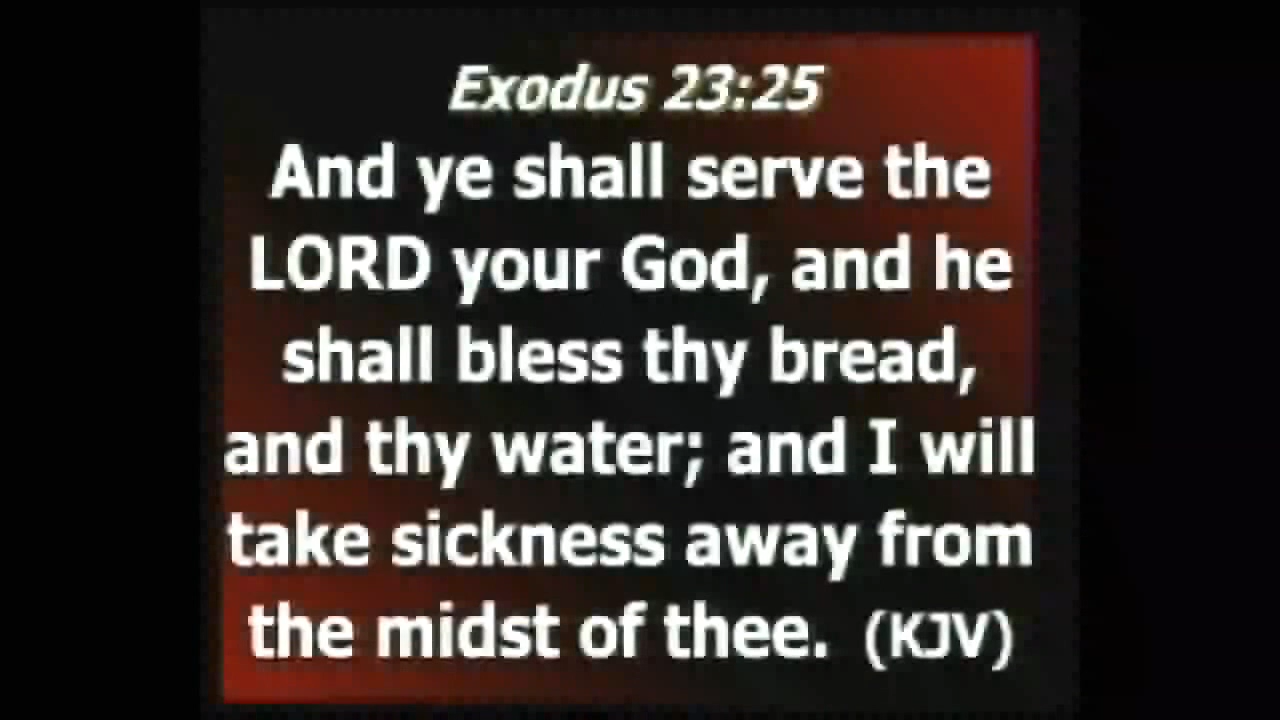 Exodus 23:25
And ye shall serve the
LORD your God, and he
shall bless thy bread,
and thy water; and I will
take sickness away from
the midst of thee. (KJV)